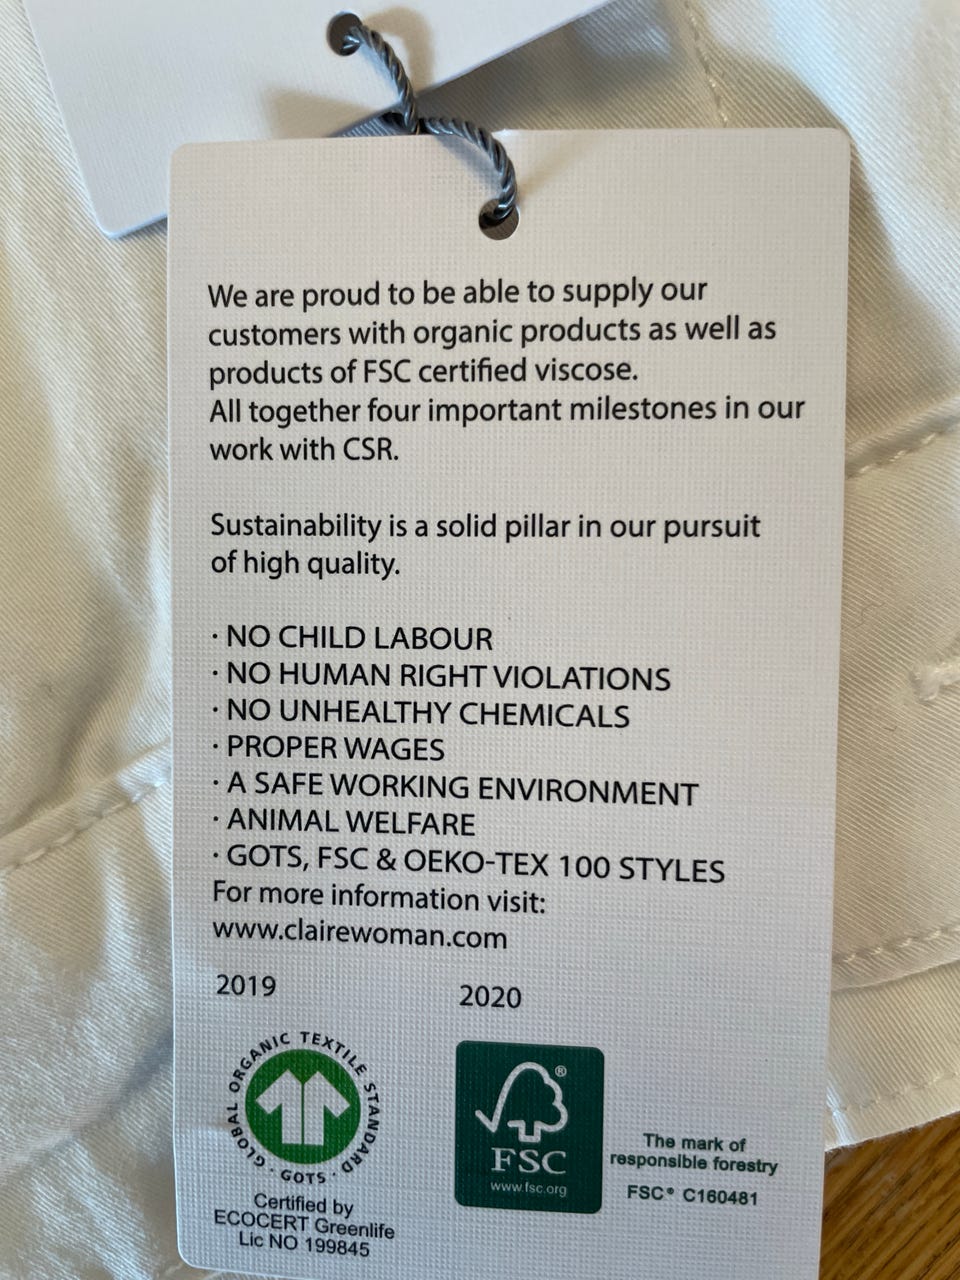 We are proud to be able to supply our
customers with organic products as well as
products of FSC certified viscose.
All together four important milestones in our
work with CSR.
Sustainability is a solid pillar in our pursuit
of high quality.
· NO CHILD LABOUR
· NO HUMAN RIGHT VIOLATIONS
· NO UNHEALTHY CHEMICALS
· PROPER WAGES
· A SAFE WORKING ENVIRONMENT
· ANIMAL WELFARE
· GOTS, FSC & OEKO-TEX 100 STYLES
For more information visit:
www.clairewoman.com
2019
GLOBAL ORGANIC TEXTILE STANDARD · GOTS ·
Certified by
ECOCERT Greenlife
Lic NO 199845
2020
®
FSC
www.fsc.org
The mark of
responsible forestry
FSC® C160481